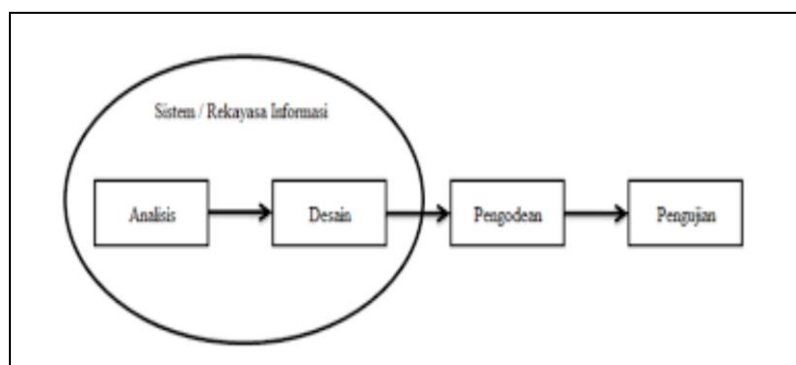 Sistem / Rekayasa Informasi
Analisis
Desain
Pengodean
Pengujian